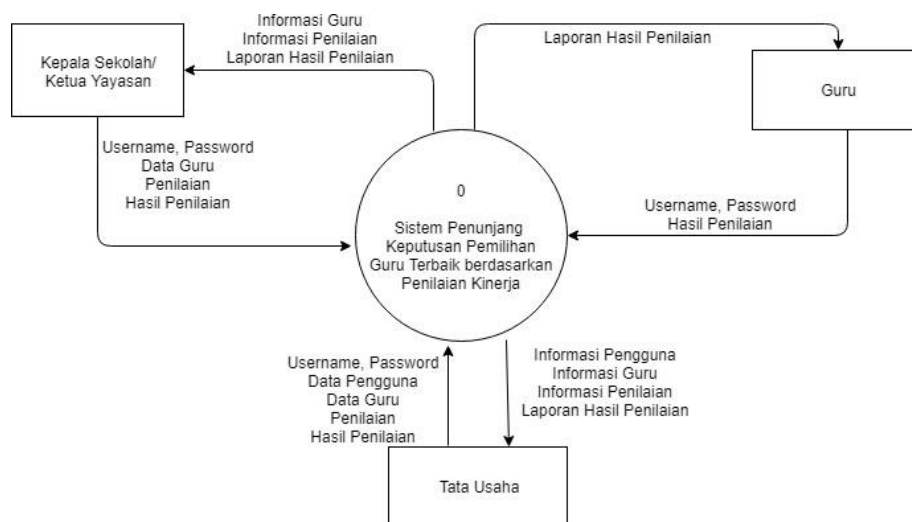 Informasi Guru
Informasi Penilaian
Laporan Hasil Penilaian
Kepala Sekolah/
Ketua Yayasan
Laporan Hasil Penilaian
Guru
Username, Password
Data Guru
Penilaian
Hasil Penilaian
0
Sistem Penunjang
Keputusan Pemilihan
Guru Terbaik berdasarkan
Penilaian Kinerja
Username, Password
Hasil Penilaian
Username, Password
Data Pengguna
Data Guru
Penilaian
Hasil Penilaian
Informasi Pengguna
Informasi Guru
Informasi Penilaian
Laporan Hasil Penilaian
Tata Usaha